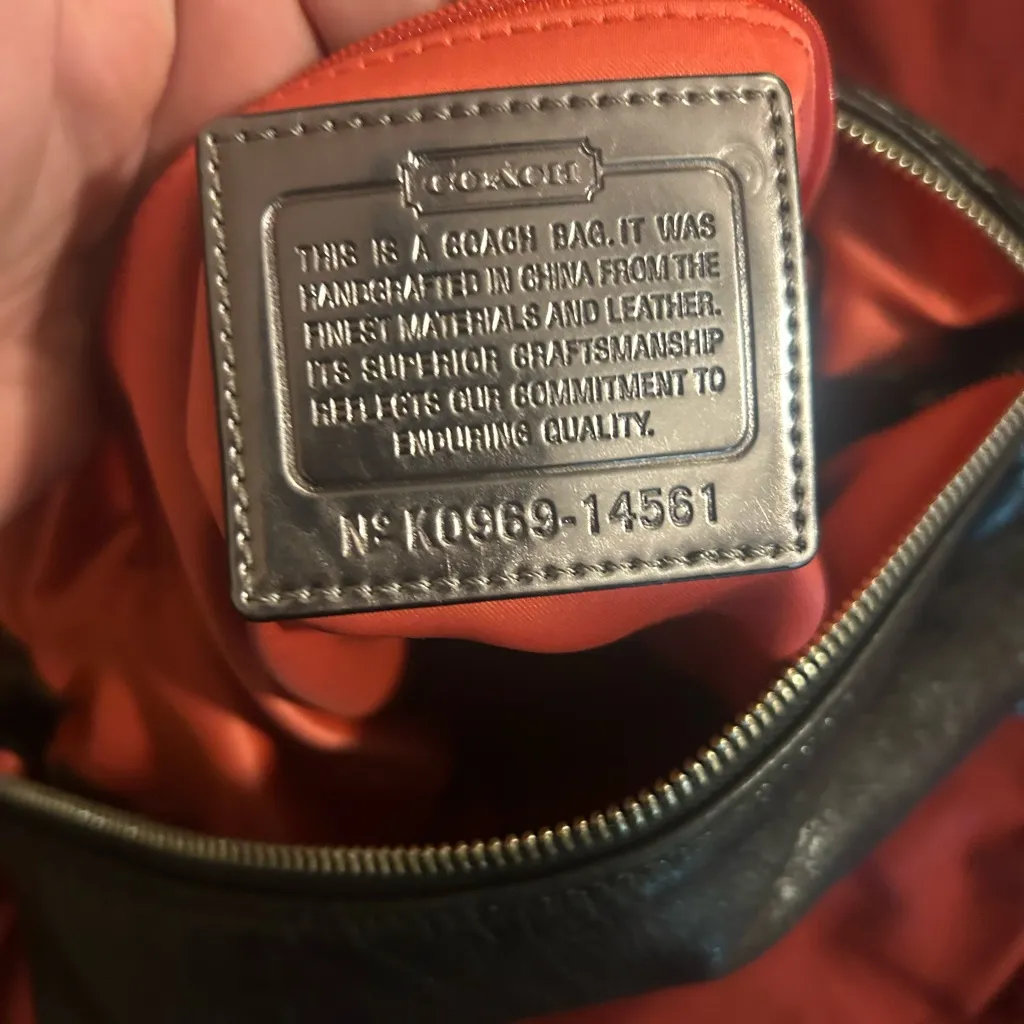 COACH
THIS IS A COACH BAG. IT WAS
HANDCRAFTED IN CHINA FROM THE
FINEST MATERIALS AND LEATHER.
ITS SUPERIOR CRAFTSMANSHIP
REFLECTS OUR COMMITMENT TO
ENDURING QUALITY.
Nº K0969-14561